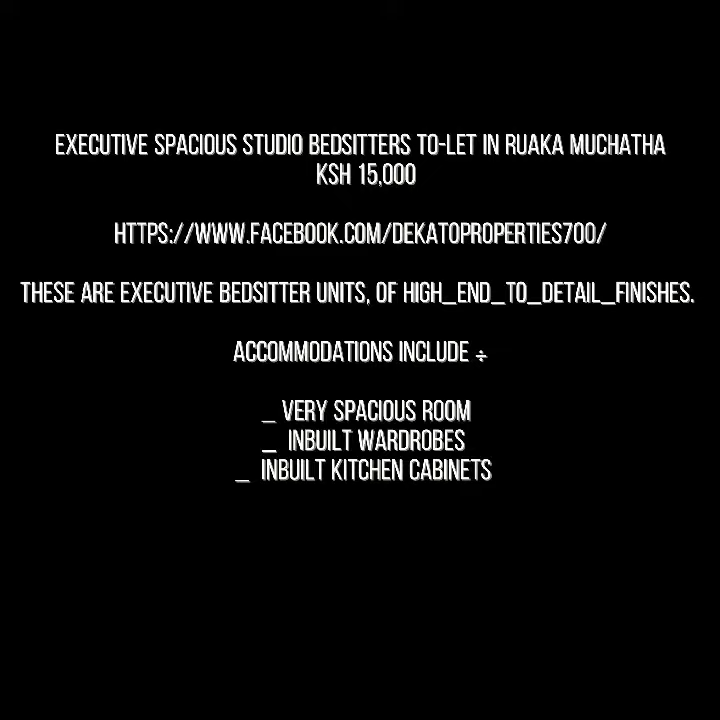 EXECUTIVE SPACIOUS STUDIO BEDSITTERS TO-LET IN RUAKA MUCHATHA
KSH 15,000
HTTPS://WWW.FACEBOOK.COM/DEKATOPROPERTIES700/
THESE ARE EXECUTIVE BEDSITTER UNITS, OF HIGH_END_TO_DETAIL_FINISHES.
ACCOMMODATIONS INCLUDE ÷
_ VERY SPACIOUS ROOM
_ INBUILT WARDROBES
_ INBUILT KITCHEN CABINETS